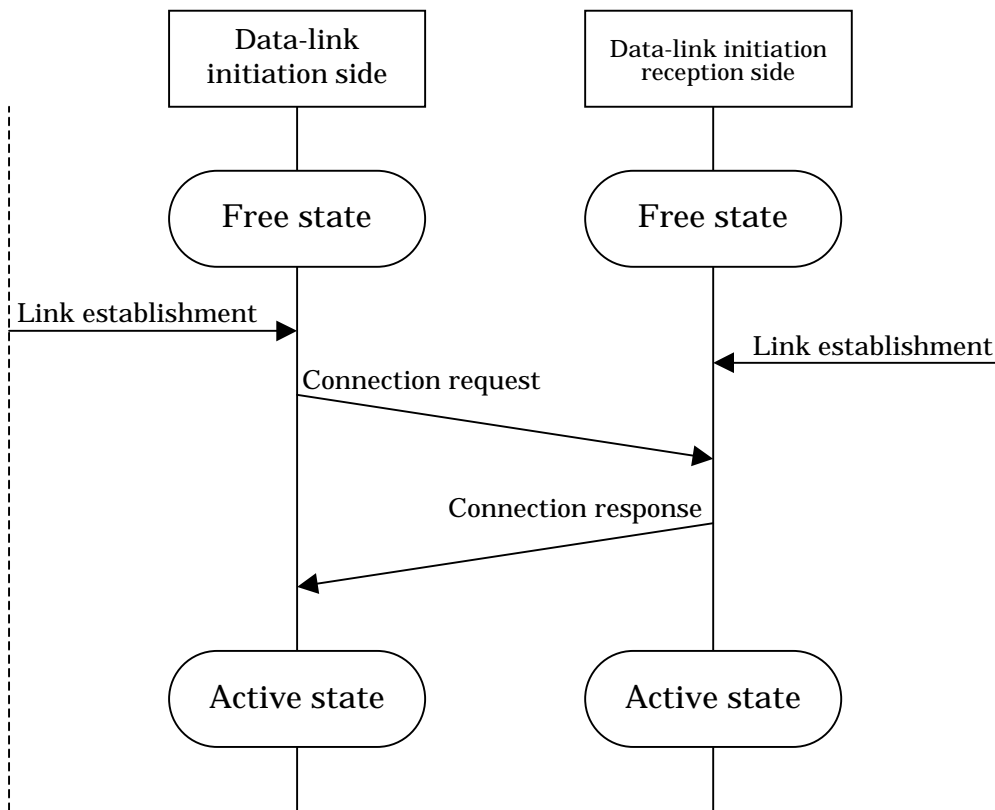 Data-link
initiation side
Data-link initiation
reception side
Free state
Free state
Link establishment
Link establishment
Connection request
Connection response
Active state
Active state